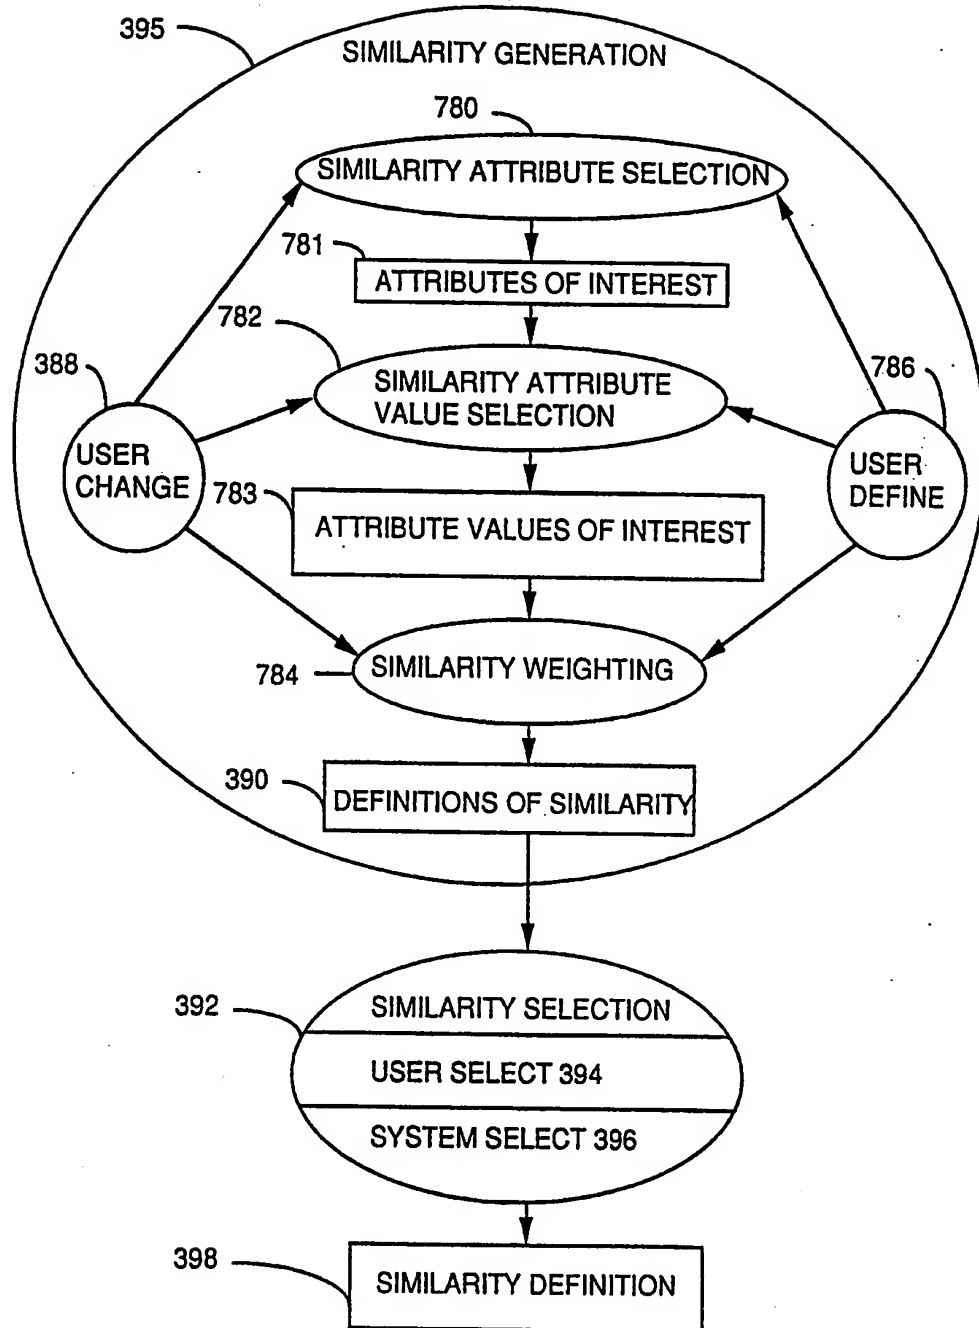 395
SIMILARITY GENERATION
780
SIMILARITY ATTRIBUTE SELECTION
781
ATTRIBUTES OF INTEREST
782
SIMILARITY ATTRIBUTE
VALUE SELECTION
388
USER
CHANGE
786
USER
DEFINE
783
ATTRIBUTE VALUES OF INTEREST
784
SIMILARITY WEIGHTING
390
DEFINITIONS OF SIMILARITY
392
SIMILARITY SELECTION
USER SELECT 394
SYSTEM SELECT 396
398
SIMILARITY DEFINITION